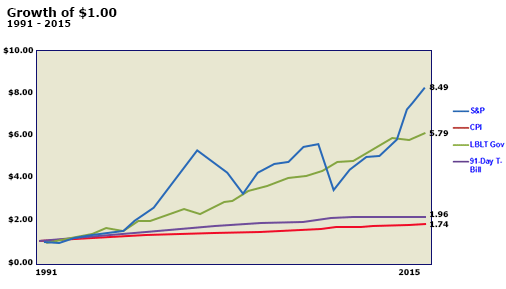 Growth of $1.00
1991 - 2015
$10.00
$8.00
$6.00
$4.00
$2.00
$0.00
8.49
5.79
1.96
1.74
1991
2015
S&P
CPI
LBLT Gov
91-Day T-
Bill